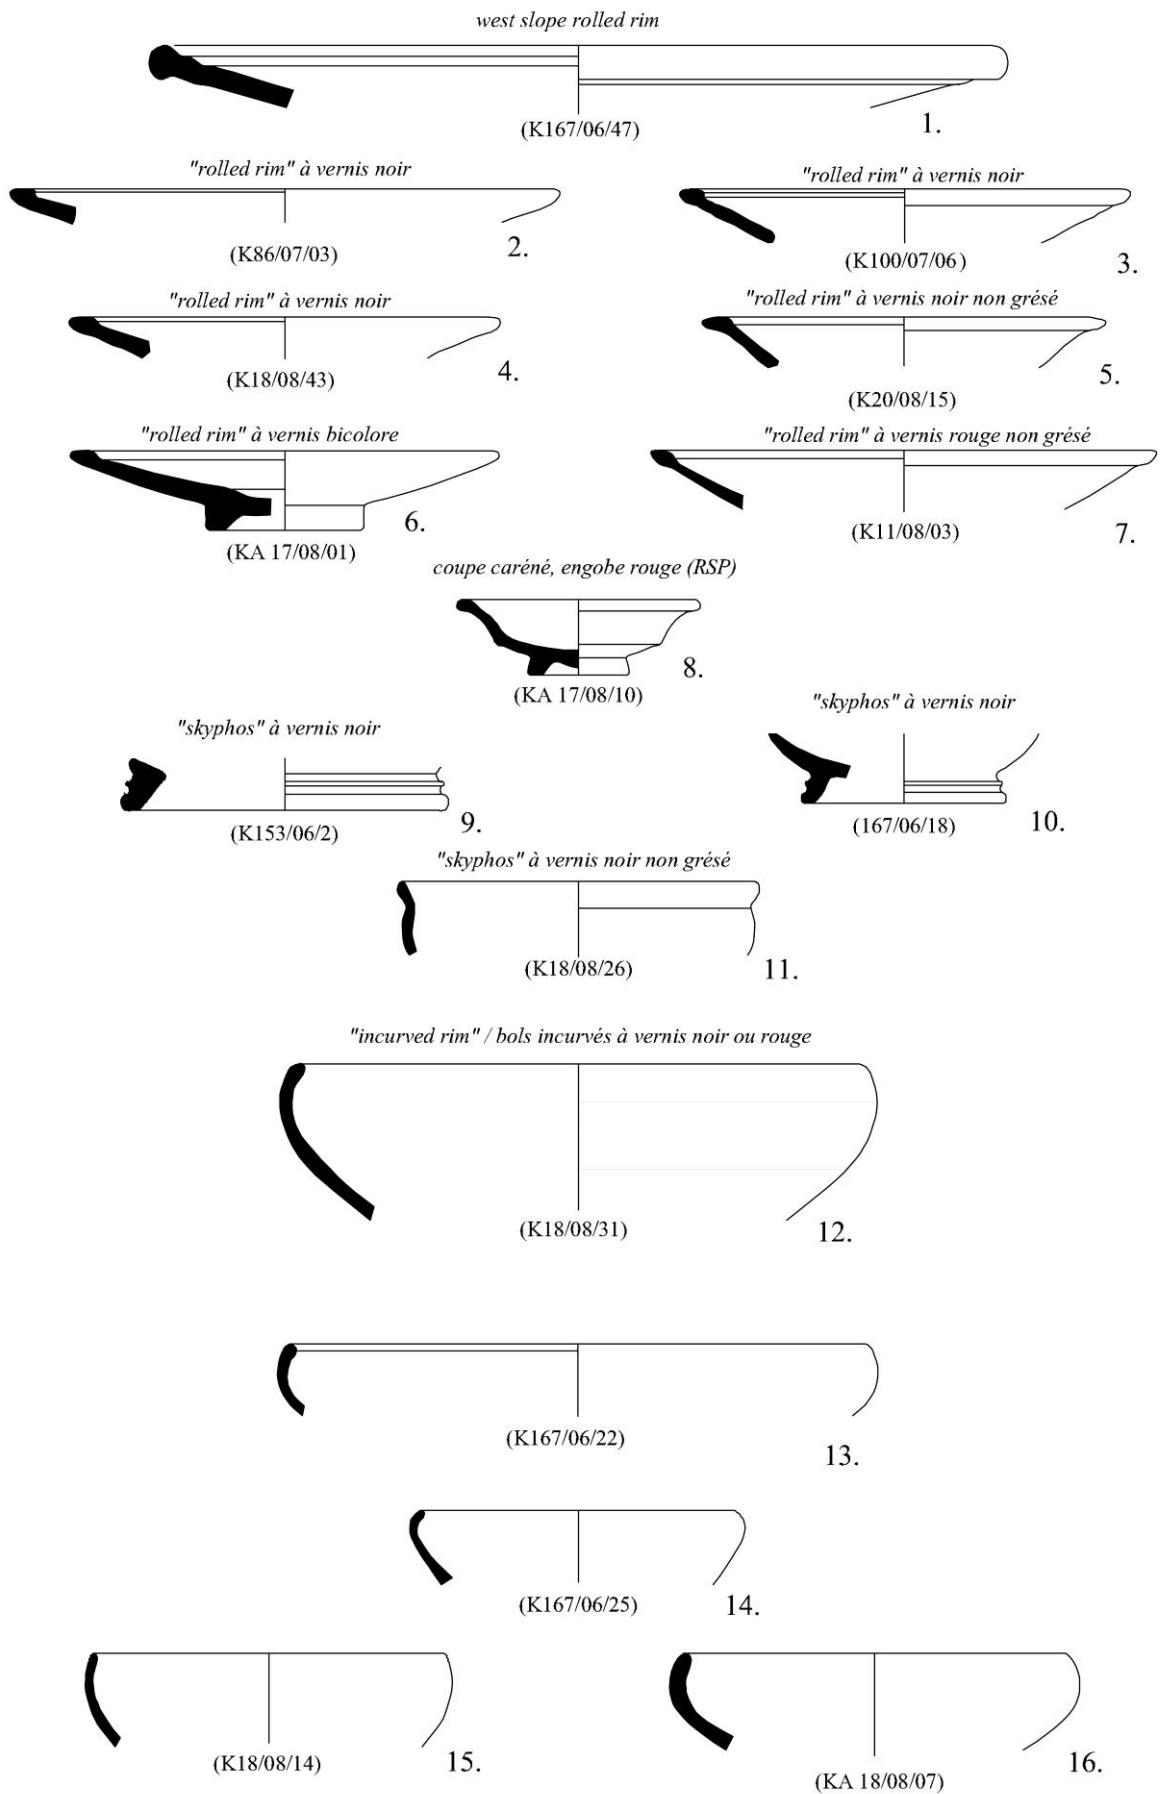 west slope rolled rim
(K167/06/47)
1.
"rolled rim" à vernis noir
(K86/07/03)
2.
"rolled rim" à vernis noir
(K100/07/06)
3.
"rolled rim" à vernis noir
(K18/08/43)
4.
"rolled rim" à vernis noir non grésé
(K20/08/15)
5.
"rolled rim" à vernis bicolore
(KA 17/08/01)
6.
"rolled rim" à vernis rouge non grésé
(K11/08/03)
7.
coupe caréné, engobe rouge (RSP)
(KA 17/08/10)
8.
"skyphos" à vernis noir
(K153/06/2)
9.
"skyphos" à vernis noir
(167/06/18)
10.
"skyphos" à vernis noir non grésé
(K18/08/26)
11.
"incurved rim" / bols incurvés à vernis noir ou rouge
(K18/08/31)
12.
(K167/06/22)
13.
(K167/06/25)
14.
(K18/08/14)
15.
(KA 18/08/07)
16.